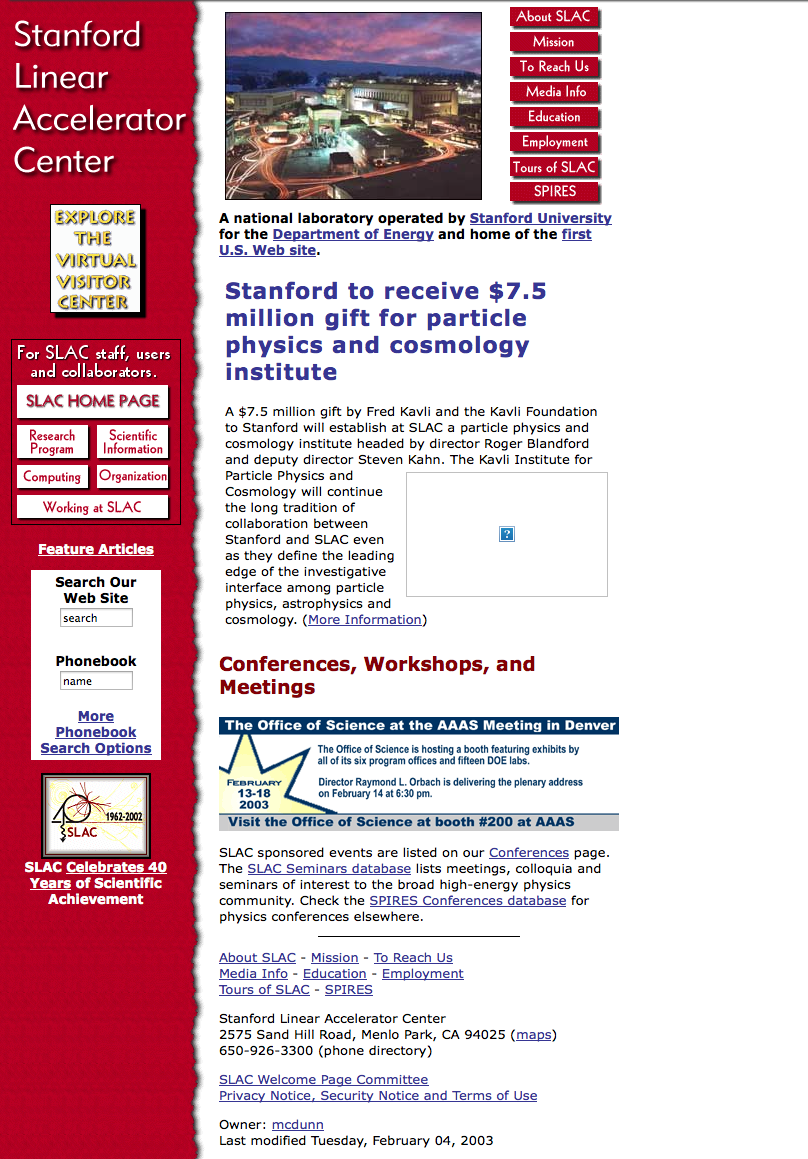 Stanford
Linear
Accelerator
Center
EXPLORE
THE
VIRTUAL
VISITOR
CENTER
For SLAC staff, users
and collaborators.
SLAC HOME PAGE
Research
Program
Scientific
Information
Computing
Organization
Working at SLAC
Feature Articles
Search Our
Web Site
search
Phonebook
name
More
Phonebook
Search Options
1962-2002
SLAC
SLAC Celebrates 40
Years of Scientific
Achievement
About SLAC
Mission
To Reach Us
Media Info
Education
Employment
Tours of SLAC
SPIRES
A national laboratory operated by Stanford University
for the Department of Energy and home of the first
U.S. Web site.
Stanford to receive $7.5
million gift for particle
physics and cosmology
institute
A $7.5 million gift by Fred Kavli and the Kavli Foundation
to Stanford will establish at SLAC a particle physics and
cosmology institute headed by director Roger Blandford
and deputy director Steven Kahn. The Kavli Institute for
Particle Physics and
Cosmology will continue
the long tradition of
collaboration between
Stanford and SLAC even
as they define the leading
edge of the investigative
interface among particle
physics, astrophysics and
cosmology. (More Information)
?
Conferences, Workshops, and
Meetings
The Office of Science at the AAAS Meeting in Denver
FEBRUARY
13-18
2003
The Office of Science is hosting a booth featuring exhibits by
all of its six program offices and fifteen DOE labs.
Director Raymond L. Orbach is delivering the plenary address
on February 14 at 6:30 pm.
Visit the Office of Science at booth #200 at AAAS
SLAC sponsored events are listed on our Conferences page.
The SLAC Seminars database lists meetings, colloquia and
seminars of interest to the broad high-energy physics
community. Check the SPIRES Conferences database for
physics conferences elsewhere.
About SLAC - Mission - To Reach Us
Media Info - Education - Employment
Tours of SLAC - SPIRES
Stanford Linear Accelerator Center
2575 Sand Hill Road, Menlo Park, CA 94025 (maps)
650-926-3300 (phone directory)
SLAC Welcome Page Committee
Privacy Notice, Security Notice and Terms of Use
Owner: mcdunn
Last modified Tuesday, February 04, 2003